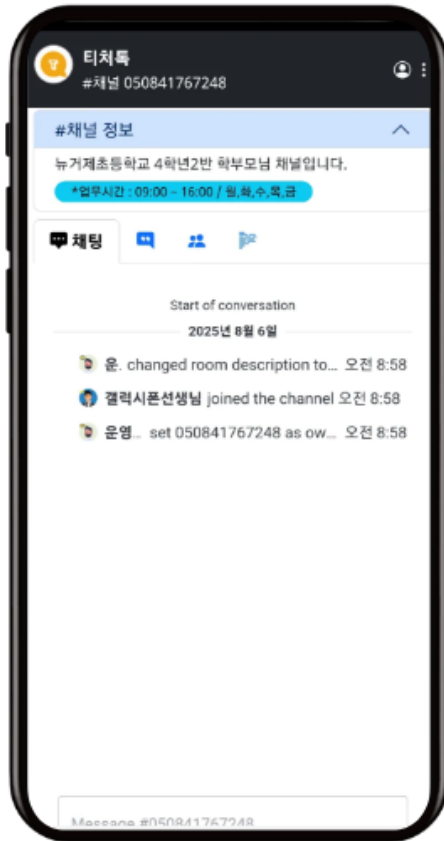 티처톡
#채널 050841767248
#채널 정보
뉴거제초등학교 4학년2반 학부모님 채널입니다.
*업무시간 : 09:00 ~ 16:00 / 월,화,수,목,금
채팅
Start of conversation
2025년 8월 6일
운. changed room description to... 오전 8:58
갤럭시폰선생님 joined the channel 오전 8:58
운영... set 050841767248 as ow... 오전 8:58
Message #050841767248